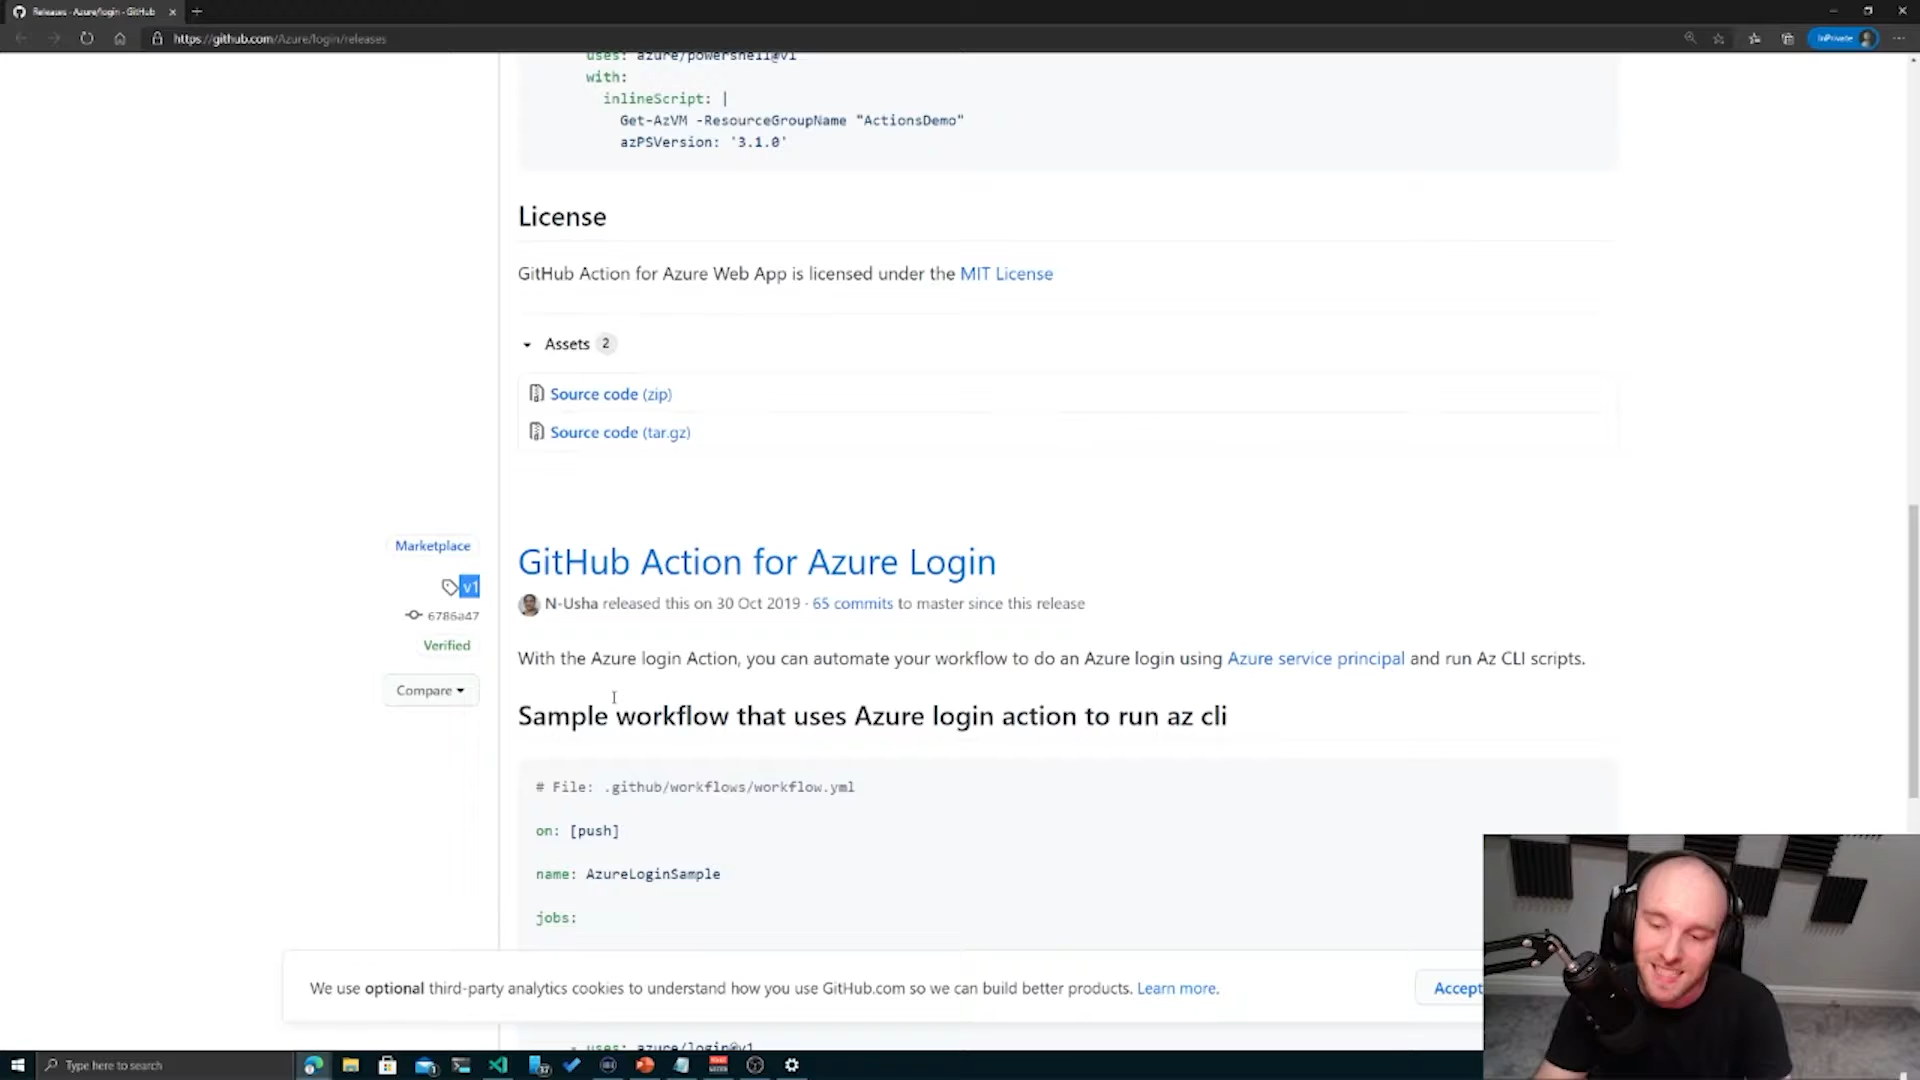 Releases · Azure/login · GitHub
https://github.com/Azure/login/releases
InPrivate
uses: azure/powershell@v1
with:
inlineScript: |
Get-AzVM -ResourceGroupName "ActionsDemo"
azPSVersion: '3.1.0'
License
GitHub Action for Azure Web App is licensed under the MIT License
Assets 2
Source code (zip)
Source code (tar.gz)
Marketplace
v1
6786a47
Verified
Compare
GitHub Action for Azure Login
N-Usha released this on 30 Oct 2019 · 65 commits to master since this release
With the Azure login Action, you can automate your workflow to do an Azure login using Azure service principal and run Az CLI scripts.
Sample workflow that uses Azure login action to run az cli
# File: .github/workflows/workflow.yml
on: [push]
name: AzureLoginSample
jobs:
We use optional third-party analytics cookies to understand how you use GitHub.com so we can build better products. Learn more.
Accept
- uses: azure/login@v1
Type here to search